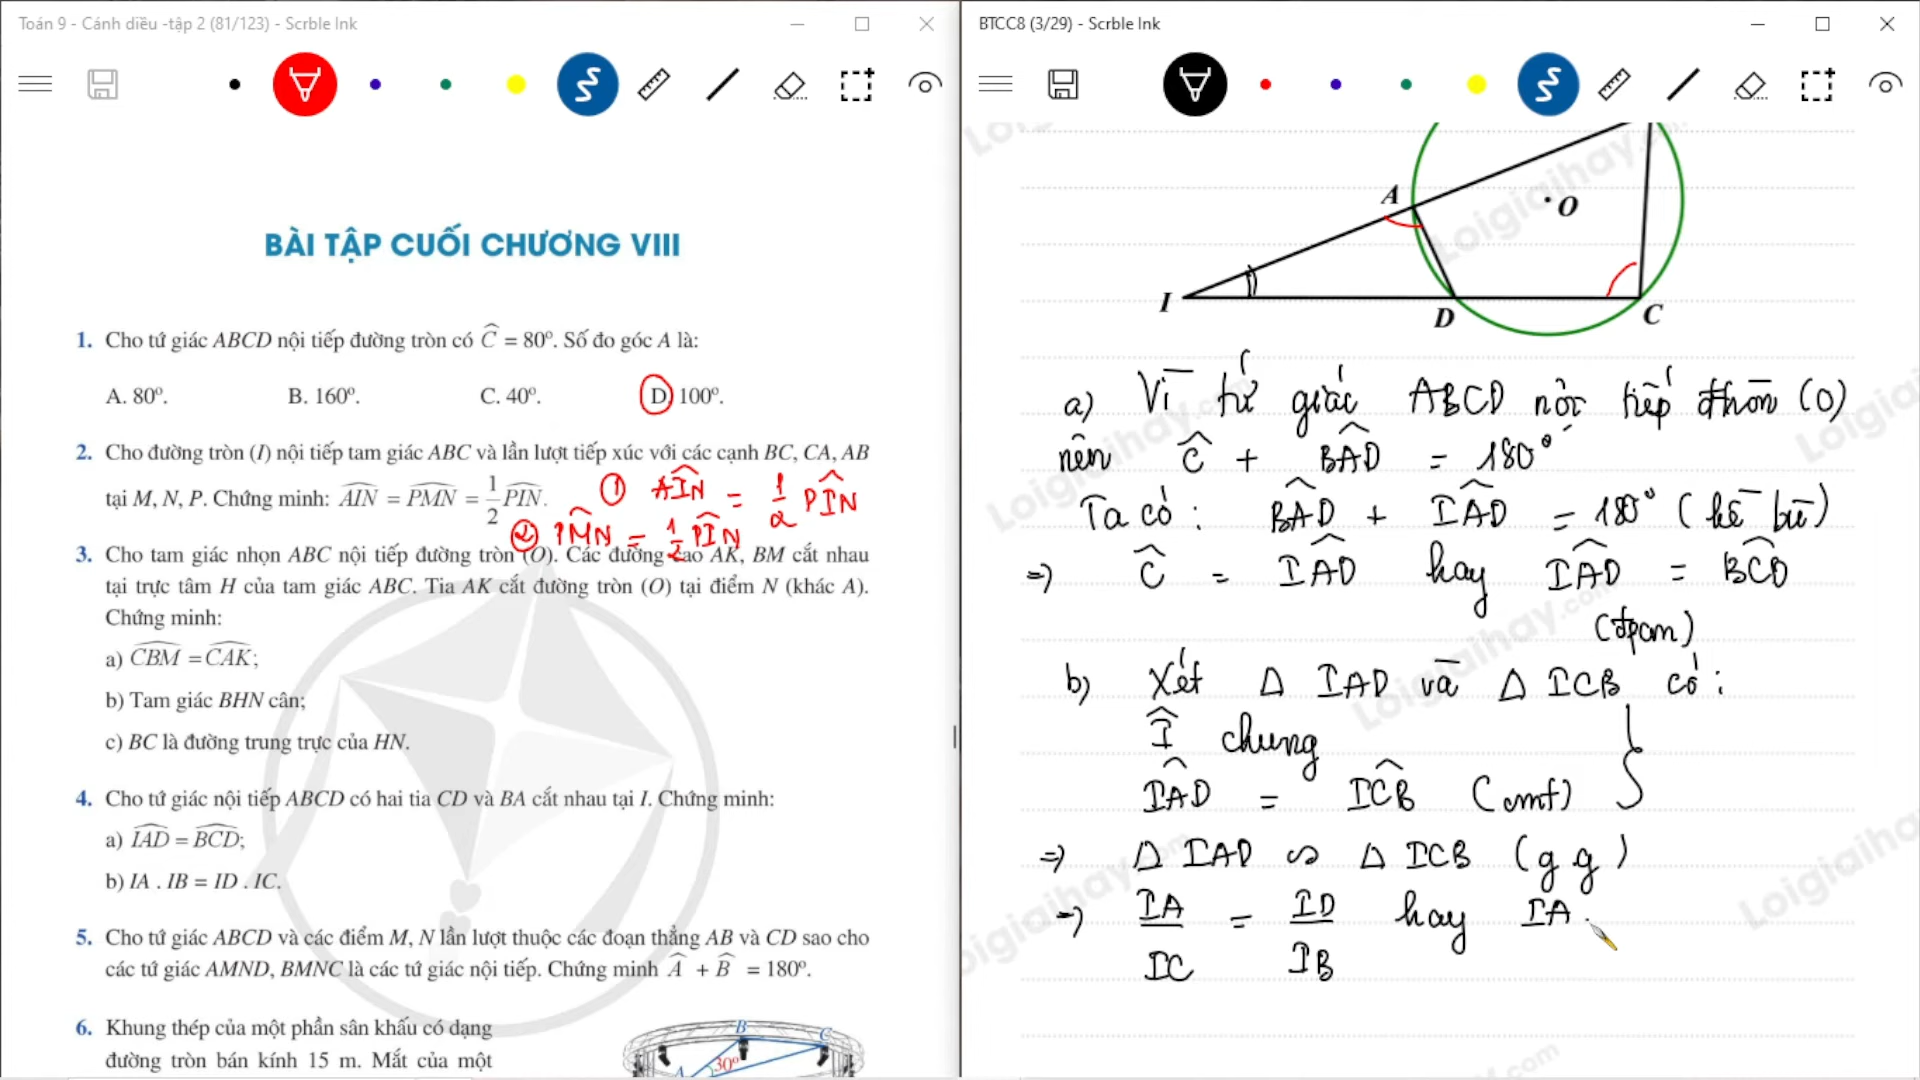 Toán 9 - Cánh diều -tập 2 (81/123) - Scrble Ink
BÀI TẬP CUỐI CHƯƠNG VIII
1. Cho tứ giác ABCD nội tiếp đường tròn có Ĉ = 80°. Số đo góc A là:
A. 80°. B. 160°. C. 40°. D. 100°.
2. Cho đường tròn (I) nội tiếp tam giác ABC và lần lượt tiếp xúc với các cạnh BC, CA, AB
tại M, N, P. Chứng minh: AIN = PMN = 1/2 PIN.
① AIN = 1/2 PIN
② PMN = 1/2 PIN
3. Cho tam giác nhọn ABC nội tiếp đường tròn (O). Các đường cao AK, BM cắt nhau
tại trực tâm H của tam giác ABC. Tia AK cắt đường tròn (O) tại điểm N (khác A).
Chứng minh:
a) CBM = CAK;
b) Tam giác BHN cân;
c) BC là đường trung trực của HN.
4. Cho tứ giác nội tiếp ABCD có hai tia CD và BA cắt nhau tại I. Chứng minh:
a) IAD = BCD;
b) IA . IB = ID . IC.
5. Cho tứ giác ABCD và các điểm M, N lần lượt thuộc các đoạn thẳng AB và CD sao cho
các tứ giác AMND, BMNC là các tứ giác nội tiếp. Chứng minh Â + B̂ = 180°.
6. Khung thép của một phần sân khấu có dạng
đường tròn bán kính 15 m. Mắt của một
B
C
A
30°
BTCC8 (3/29) - Scrble Ink
A
O
I
D
C
a) Vì tứ giác ABCD nội tiếp đtròn (O)
nên Ĉ + BAD = 180°
Ta có: BAD + IAD = 180° (kề bù)
=> Ĉ = IAD hay IAD = BCD
(đpcm)
b) Xét Δ IAD và Δ ICB có:
Î chung
IAD = ICB (cmt)
=> Δ IAD ∽ Δ ICB (g g)
=> IA/IC = ID/IB hay IA .
Loigiaihay.com